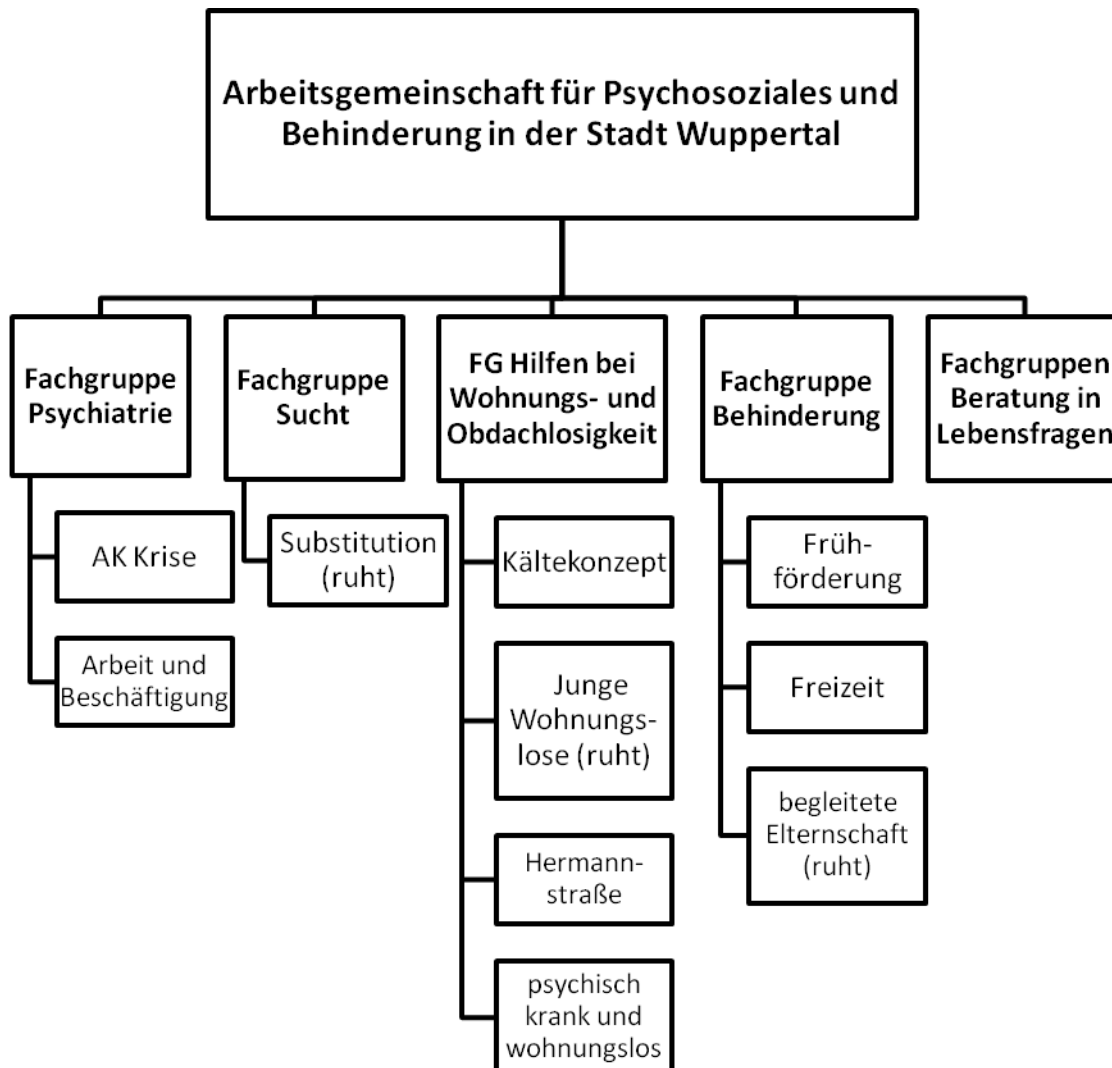 Arbeitsgemeinschaft für Psychosoziales und
Behinderung in der Stadt Wuppertal
Fachgruppe
Psychiatrie
AK Krise
Arbeit und
Beschäftigung
Fachgruppe
Sucht
Substitution
(ruht)
FG Hilfen bei
Wohnungs- und
Obdachlosigkeit
Kältekonzept
Junge
Wohnungs-
lose (ruht)
Hermann-
straße
psychisch
krank und
wohnungslos
Fachgruppe
Behinderung
Früh-
förderung
Freizeit
begleitete
Elternschaft
(ruht)
Fachgruppen
Beratung in
Lebensfragen